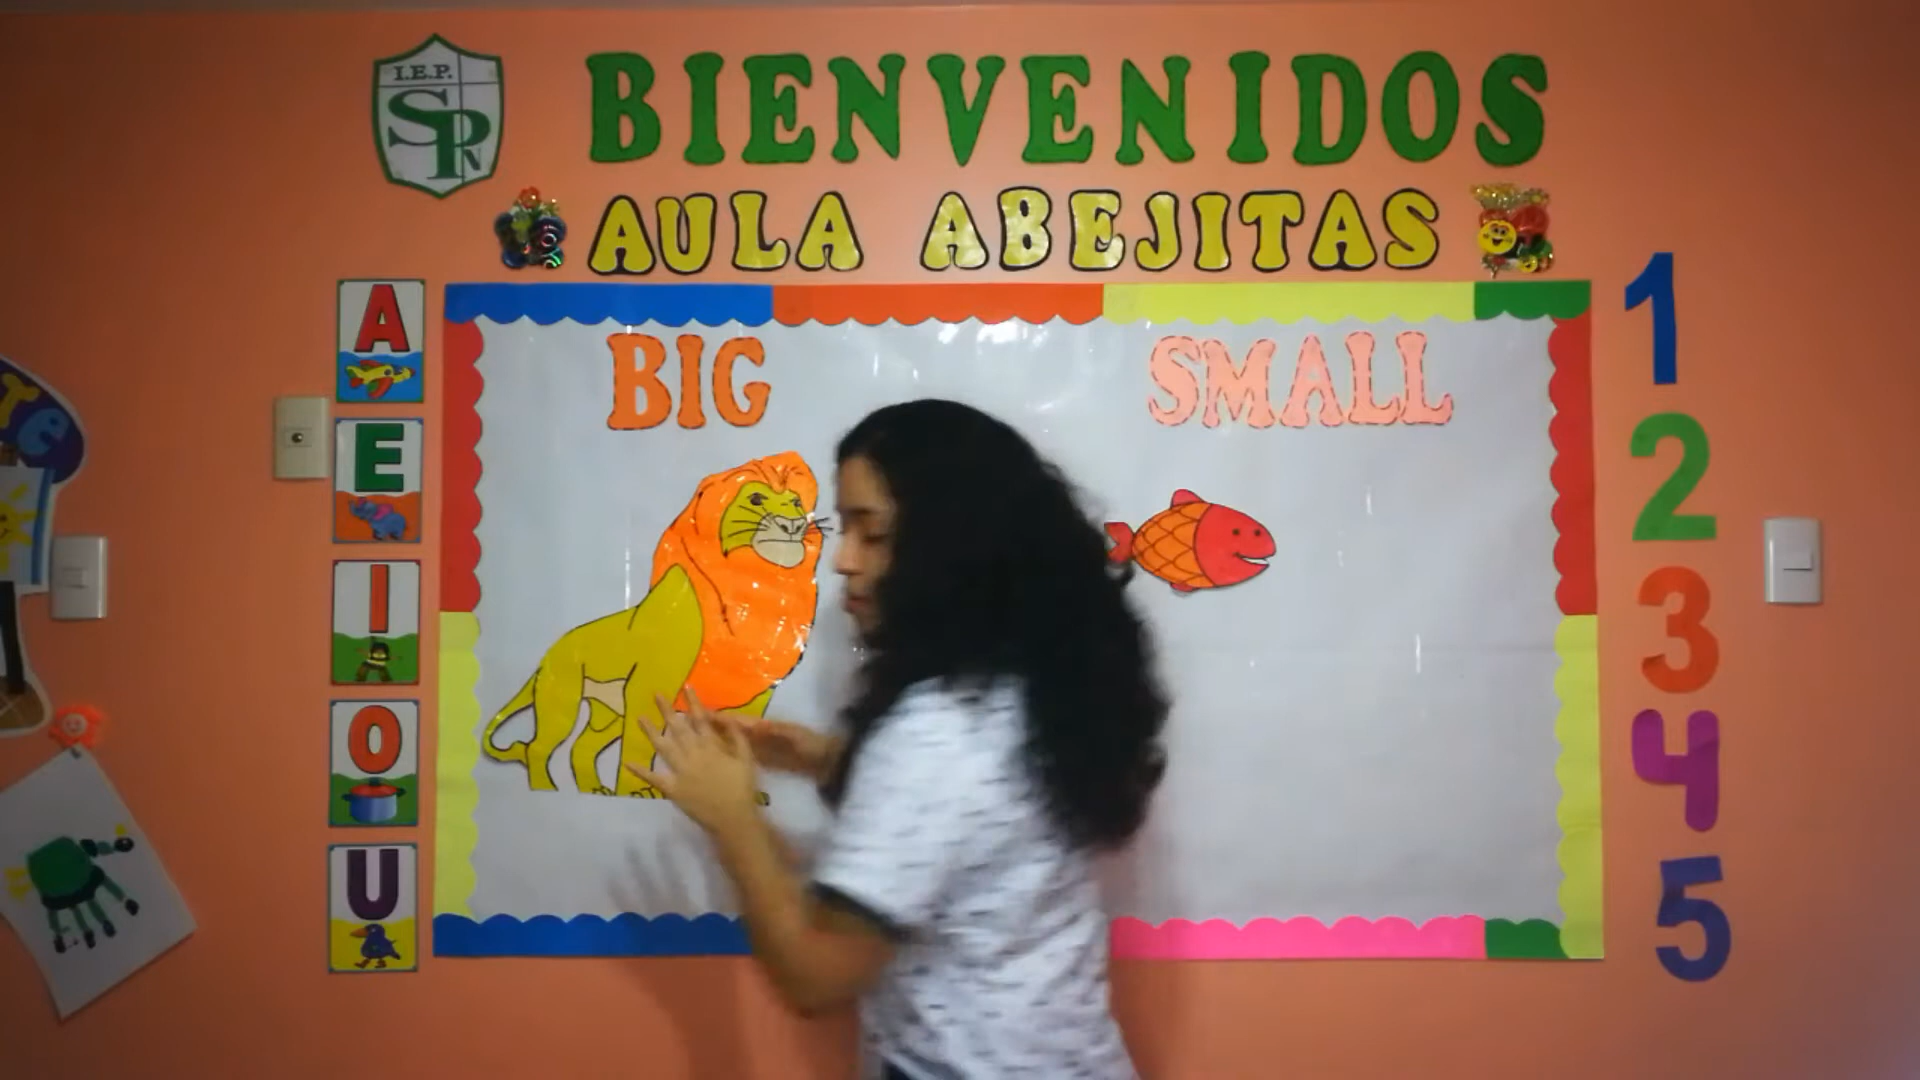 I.E.P.
SPN
BIENVENIDOS
AULA ABEJITAS
BIG
SMALL
A
E
I
O
U
1
2
3
4
5